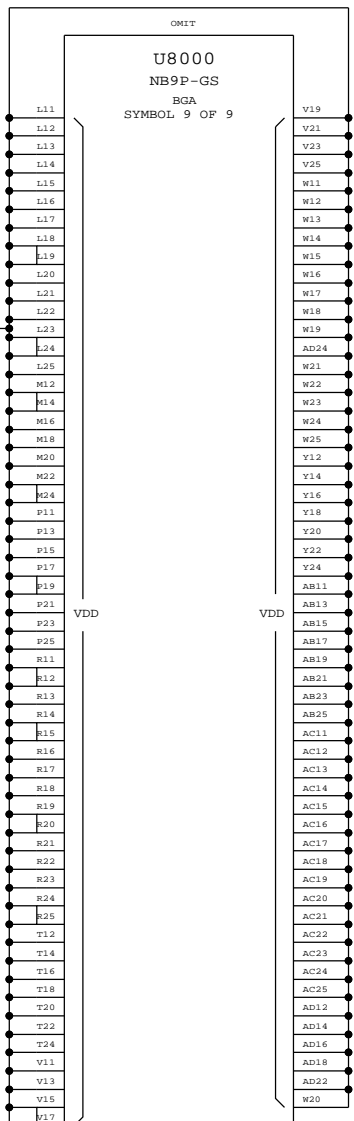 OMIT
U8000
NB9P-GS
BGA
SYMBOL 9 OF 9
L11
L12
L13
L14
L15
L16
L17
L18
L19
L20
L21
L22
L23
L24
L25
M12
M14
M16
M18
M20
M22
M24
P11
P13
P15
P17
P19
P21
P23
P25
R11
R12
R13
R14
R15
R16
R17
R18
R19
R20
R21
R22
R23
R24
R25
T12
T14
T16
T18
T20
T22
T24
V11
V13
V15
V17
VDD
VDD
V19
V21
V23
V25
W11
W12
W13
W14
W15
W16
W17
W18
W19
AD24
W21
W22
W23
W24
W25
Y12
Y14
Y16
Y18
Y20
Y22
Y24
AB11
AB13
AB15
AB17
AB19
AB21
AB23
AB25
AC11
AC12
AC13
AC14
AC15
AC16
AC17
AC18
AC19
AC20
AC21
AC22
AC23
AC24
AC25
AD12
AD14
AD16
AD18
AD22
W20